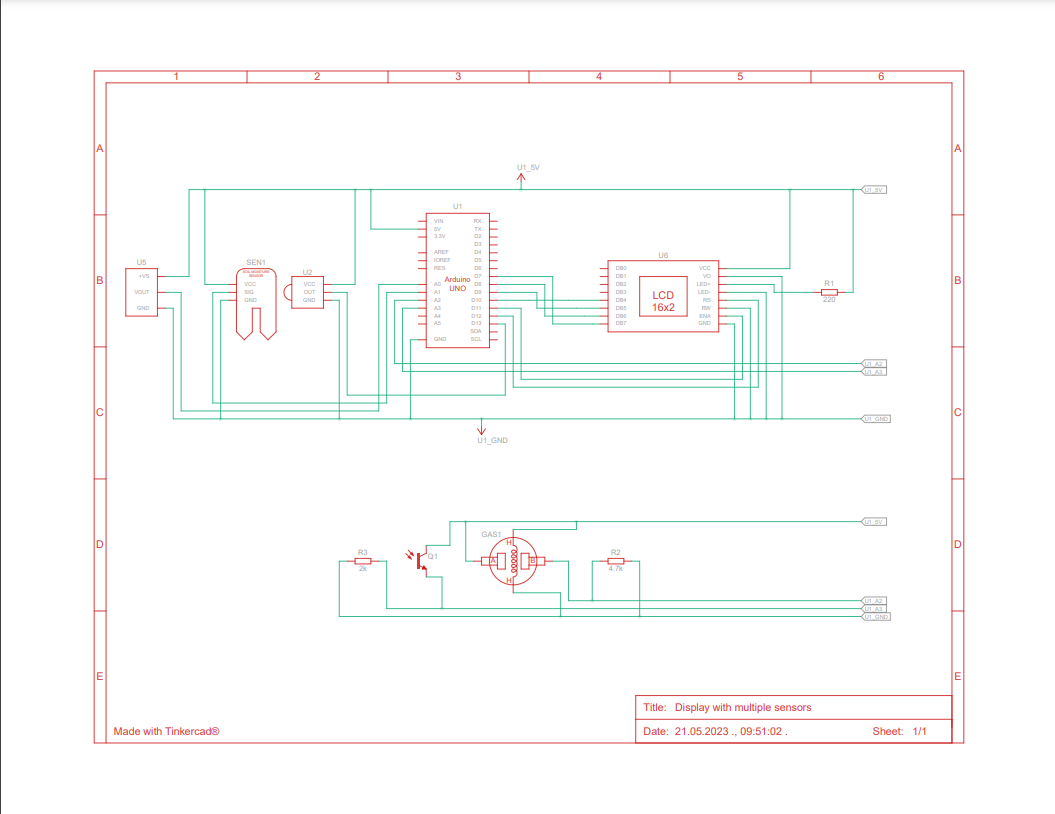 1 2 3 4 5 6
A A
U1_5V
U1_5V
U1
VIN RX
5V TX
3.3V D2
D3
AREF D4
IOREF D5
RES D6
D7
A0 D8
A1 D9
A2 D10
A3 D11
A4 D12
A5 D13
SDA
GND SCL
Arduino
UNO
B B
U5
+VS
VOUT
GND
SEN1
SOIL MOISTURE
SENSOR
VCC
SIG
GND
U2
VCC
OUT
GND
U6
DB0 VCC
DB1 VO
DB2 LED+
DB3 LED-
DB4 RS
DB5 RW
DB6 ENA
DB7 GND
LCD
16x2
R1
220
U1_A2
U1_A3
C C
U1_GND
U1_GND
U1_5V
D D
R3
2k
Q1
GAS1
H
A B
H
R2
4.7k
U1_A2
U1_A3
U1_GND
E E
Title: Display with multiple sensors
Made with Tinkercad®
Date: 21.05.2023 ., 09:51:02 . Sheet: 1/1